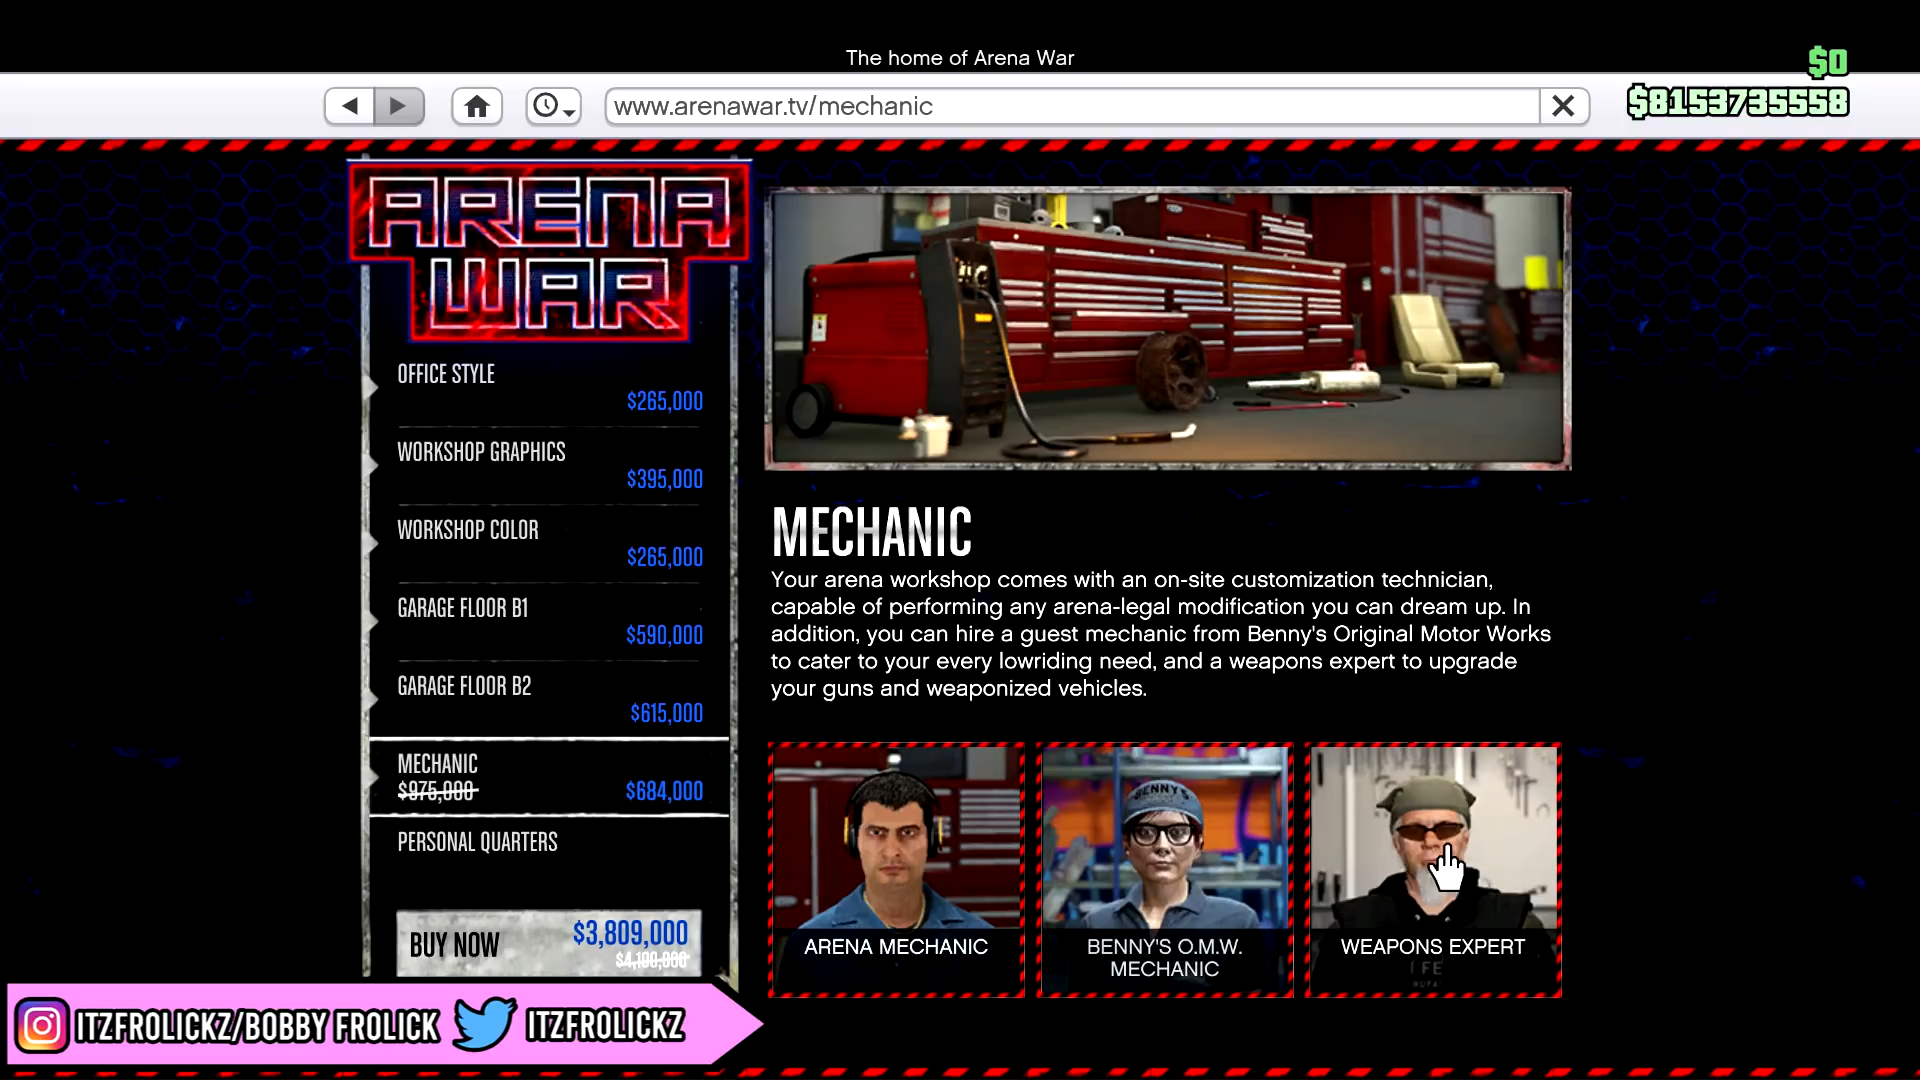 The home of Arena War
$0
$8153735558
www.arenawar.tv/mechanic
ARENA
WAR
OFFICE STYLE
$265,000
WORKSHOP GRAPHICS
$395,000
WORKSHOP COLOR
$265,000
GARAGE FLOOR B1
$590,000
GARAGE FLOOR B2
$615,000
MECHANIC
$975,000 $684,000
PERSONAL QUARTERS
BUY NOW $3,809,000
$4,100,000
MECHANIC
Your arena workshop comes with an on-site customization technician,
capable of performing any arena-legal modification you can dream up. In
addition, you can hire a guest mechanic from Benny's Original Motor Works
to cater to your every lowriding need, and a weapons expert to upgrade
your guns and weaponized vehicles.
BENNY'S
ARENA MECHANIC
BENNY'S O.M.W.
MECHANIC
WEAPONS EXPERT
ITZFROLICKZ/BOBBY FROLICK
ITZFROLICKZ